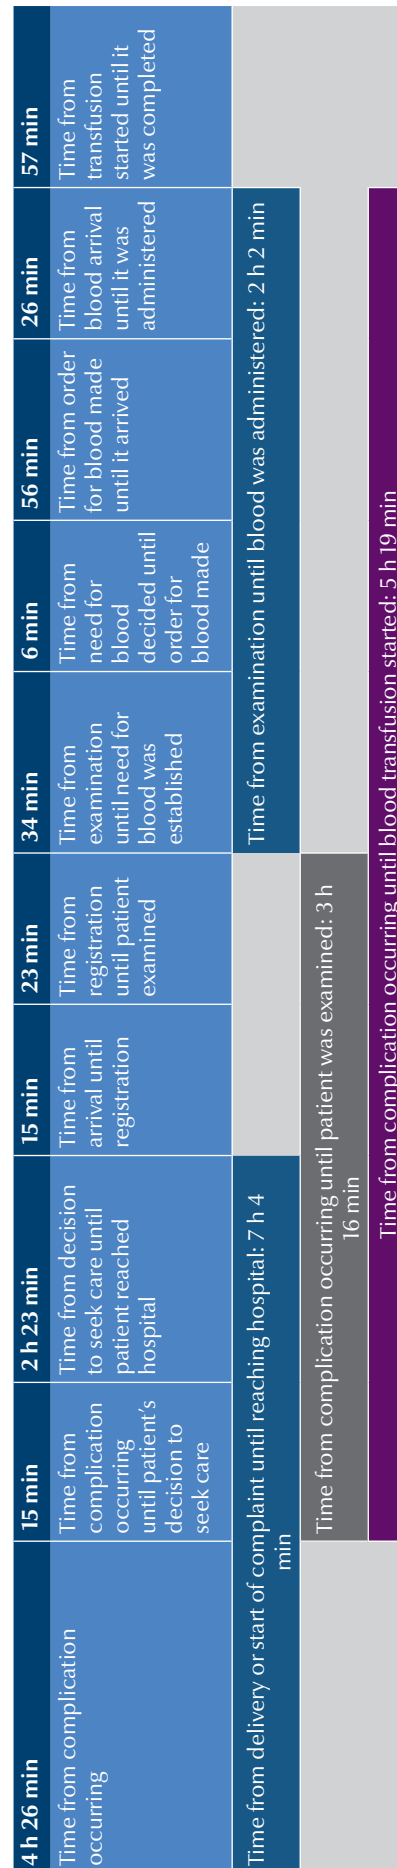 4 h 26 min
15 min
2 h 23 min
15 min
23 min
34 min
6 min
56 min
26 min
57 min
Time from complication
occurring
Time from
complication
occurring
until patient's
decision to
seek care
Time from decision
to seek care until
patient reached
hospital
Time from
arrival until
registration
Time from
registration
until patient
examined
Time from
examination
until need for
blood was
established
Time from
need for
blood
decided until
order for
blood made
Time from order
for blood made
until it arrived
Time from
blood arrival
until it was
administered
Time from
transfusion
started until it
was completed
Time from delivery or start of complaint until reaching hospital: 7 h 4
min
Time from examination until blood was administered: 2 h 2 min
Time from complication occurring until patient was examined: 3 h
16 min
Time from complication occurring until blood transfusion started: 5 h 19 min